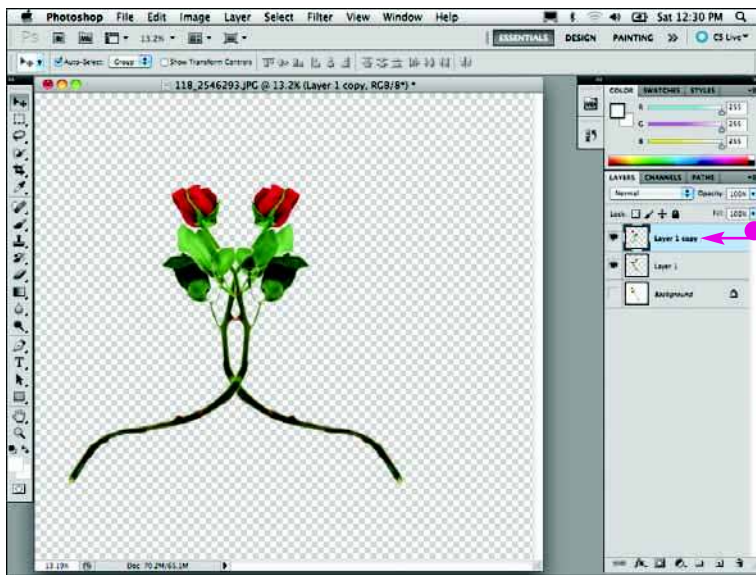 Photoshop File Edit Image Layer Select Filter View Window Help Sat 12:30 PM
Ps 13.2% ESSENTIALS DESIGN PAINTING CS Live
Auto-Select: Group Show Transform Controls
118_2546293.JPG @ 13.2% (Layer 1 copy, RGB/8*) *
COLOR SWATCHES STYLES
R 255
G 255
B 255
LAYERS CHANNELS PATHS
Normal Opacity: 100%
Lock: Fill: 100%
Layer 1 copy
Layer 1
Background
13.19% Doc: 70.2M/65.1M